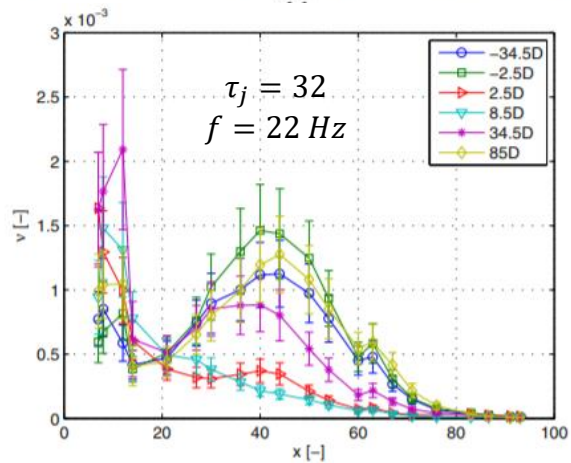 x 10⁻³
3
2.5
2
1.5
1
0.5
0
ν [–]
τⱼ = 32
f = 22 Hz
−34.5D
−2.5D
2.5D
8.5D
34.5D
85D
0 20 40 60 80 100
x [–]